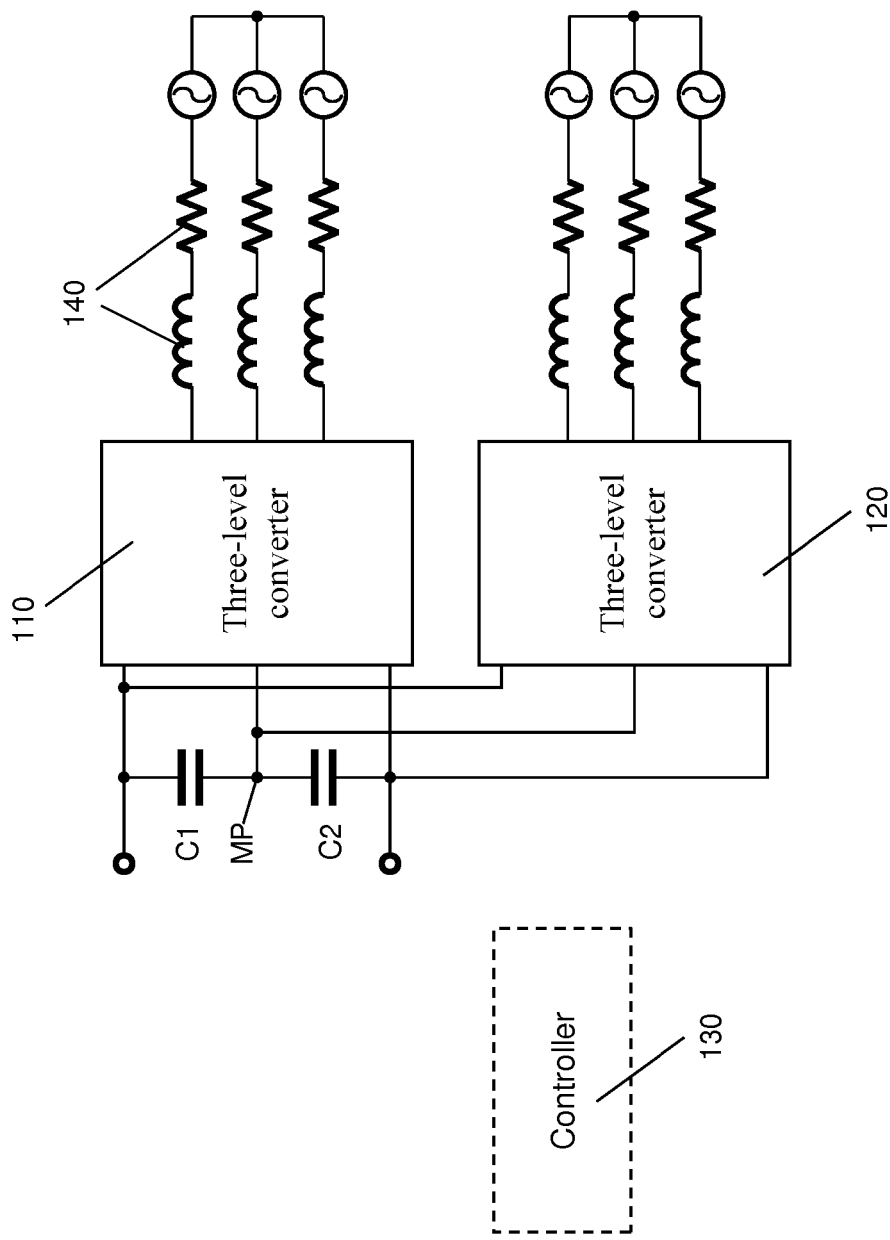 140
110
Three-level
converter
C1
MP
C2
120
Three-level
converter
Controller
130